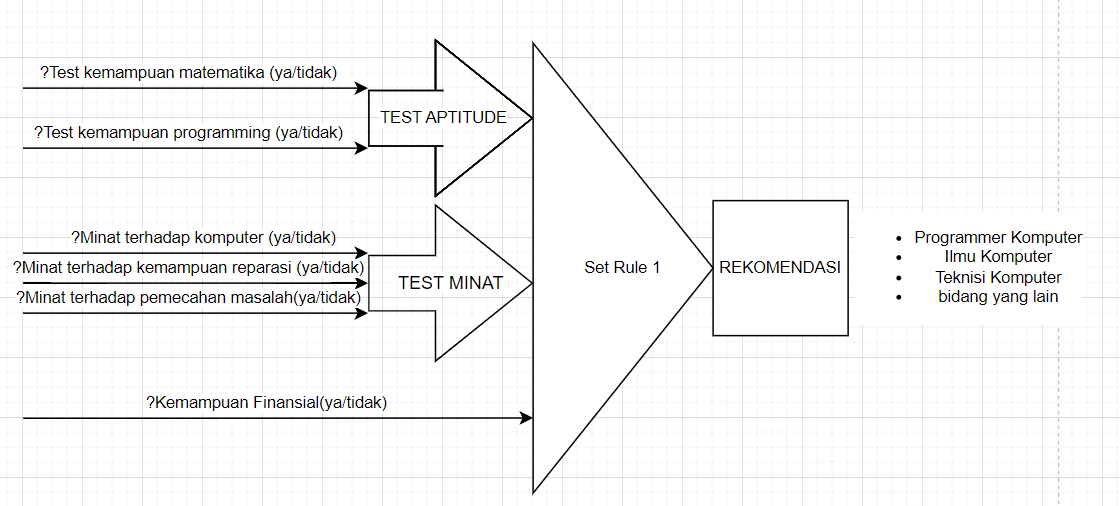 ?Test kemampuan matematika (ya/tidak)
TEST APTITUDE
?Test kemampuan programming (ya/tidak)
?Minat terhadap komputer (ya/tidak)
?Minat terhadap kemampuan reparasi (ya/tidak)
?Minat terhadap pemecahan masalah(ya/tidak)
TEST MINAT
?Kemampuan Finansial(ya/tidak)
Set Rule 1
REKOMENDASI
• Programmer Komputer
• Ilmu Komputer
• Teknisi Komputer
• bidang yang lain